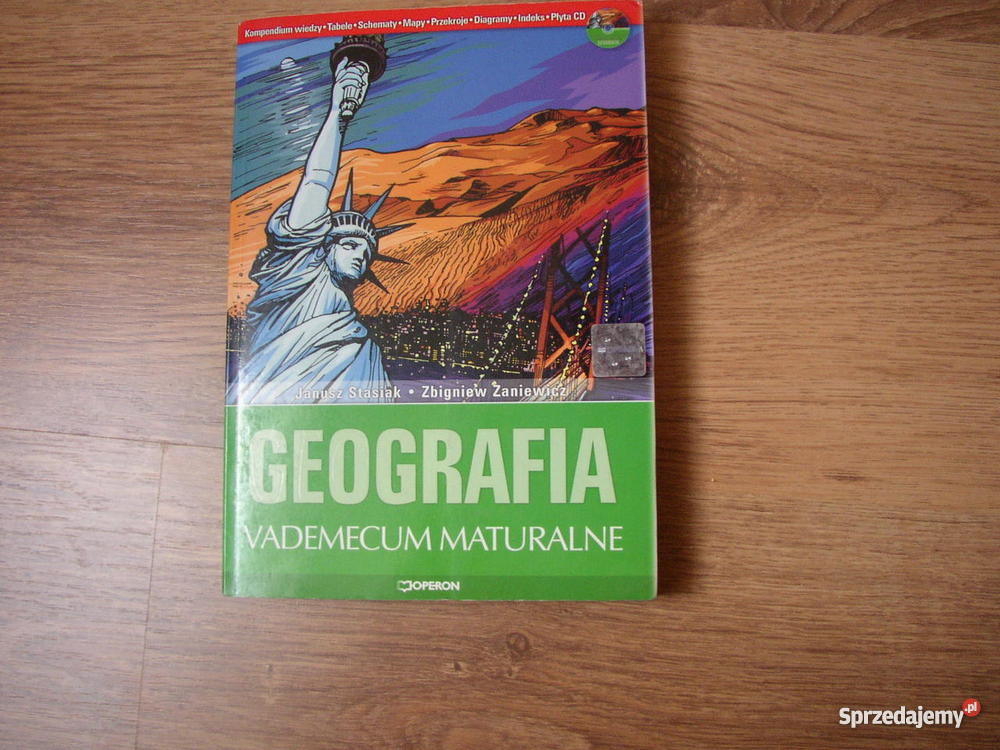 Kompendium wiedzy • Tabele • Schematy • Mapy • Przekroje • Diagramy • Indeks • Płyta CD
GEOGRAFIA
Janusz Stasiak • Zbigniew Zaniewicz
GEOGRAFIA
VADEMECUM MATURALNE
OPERON
Sprzedajemy.pl